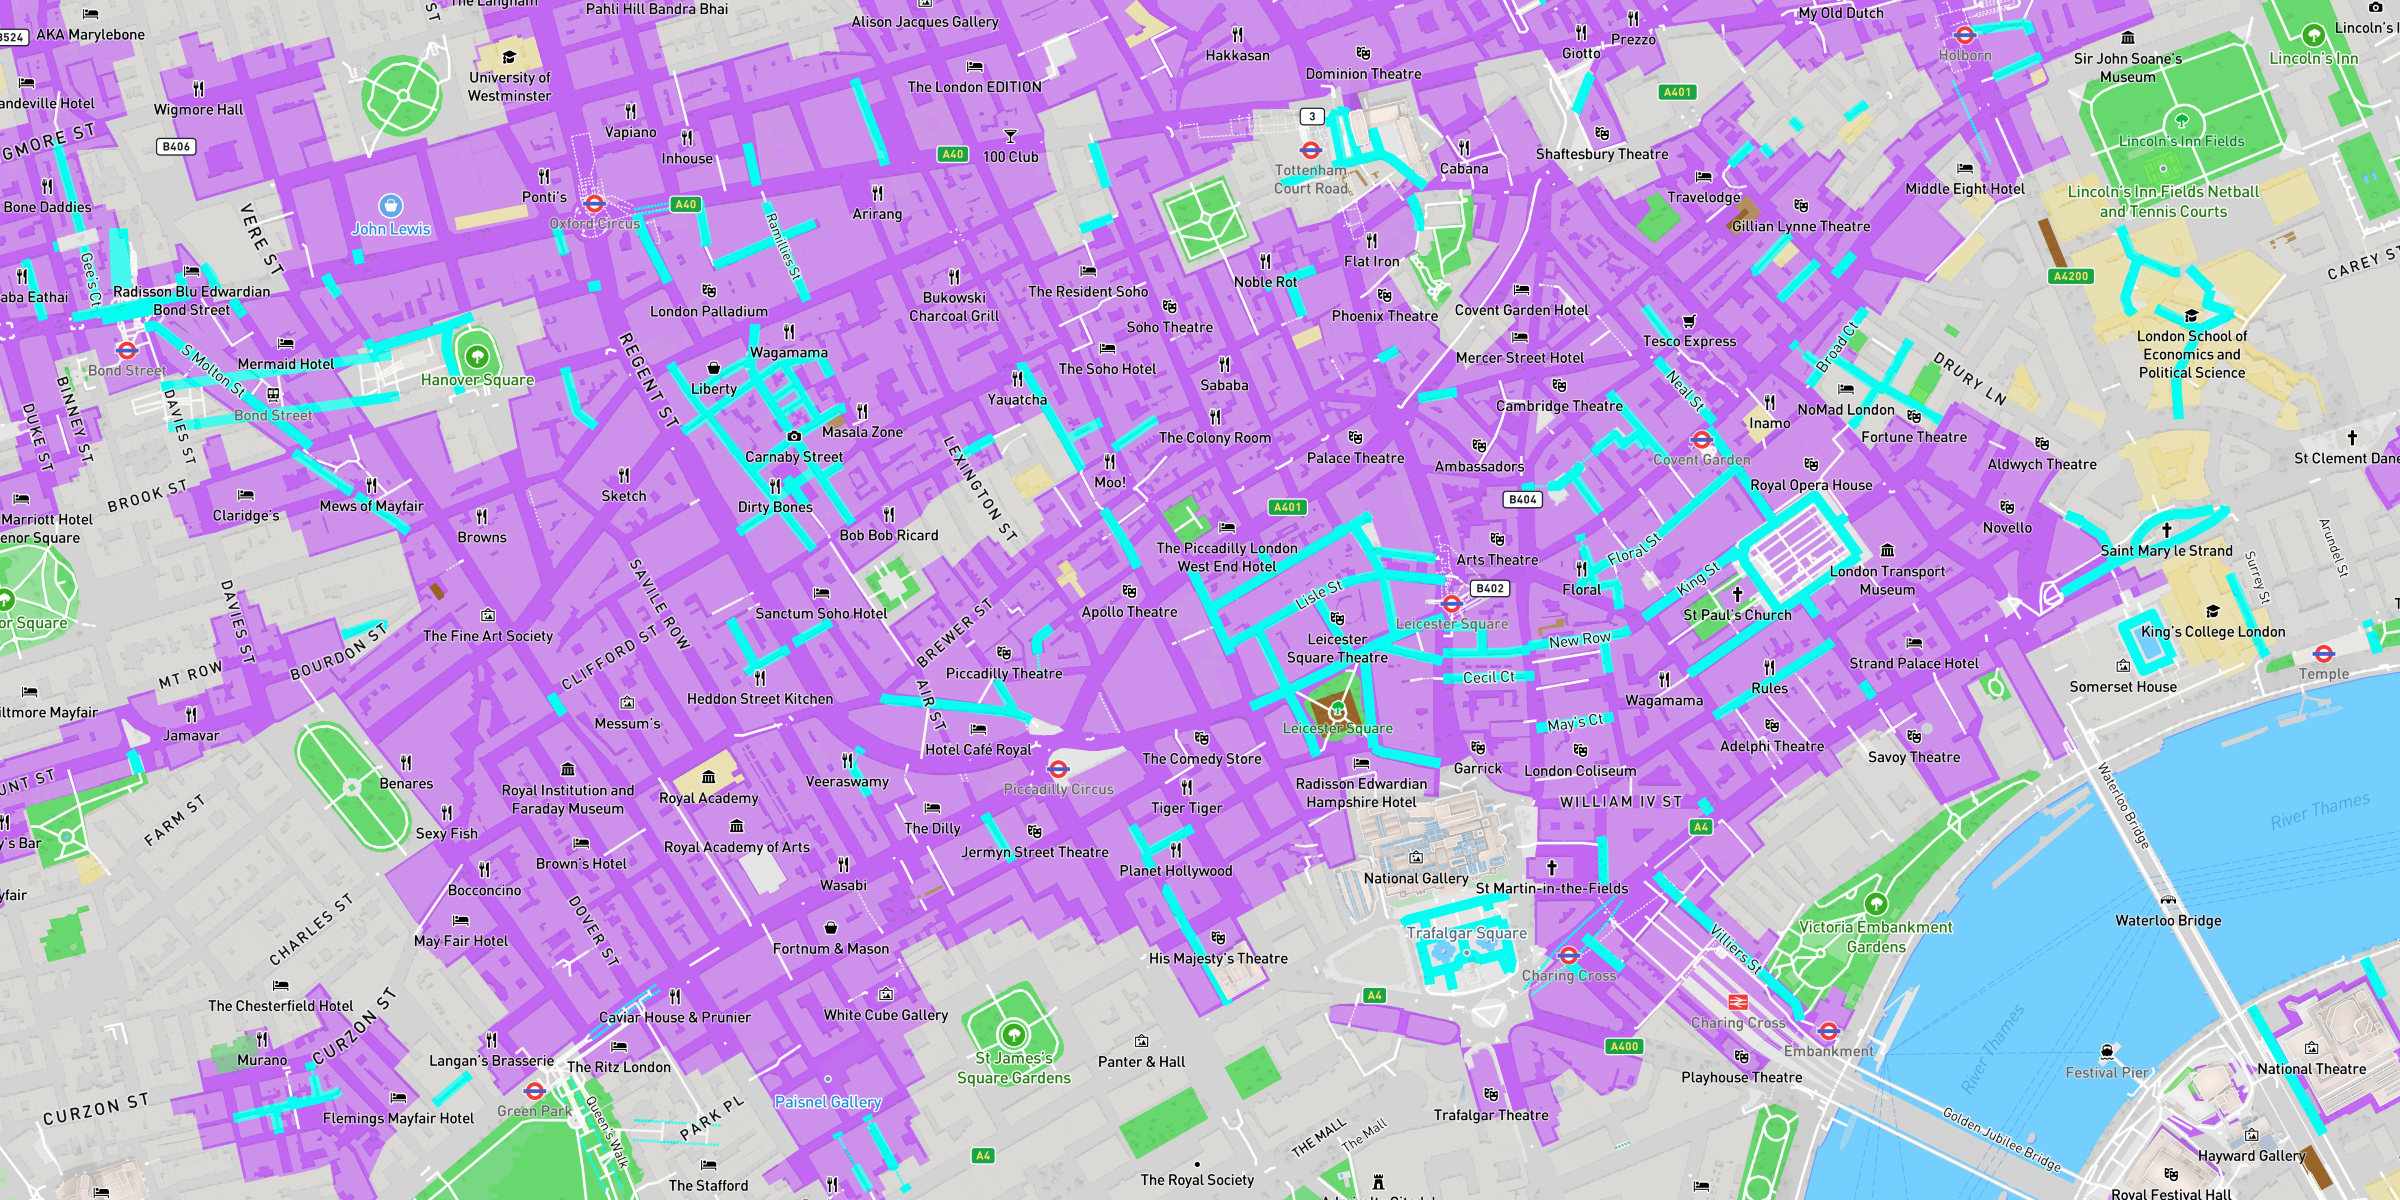 The Langham
Pahli Hill Bandra Bhai
Alison Jacques Gallery
My Old Dutch
AKA Marylebone
B524
ST
Hakkasan
Giotto
Prezzo
Holborn
Sir John Soane's
Museum
Lincoln's Inn
University of
Westminster
Wigmore Hall
The London EDITION
Dominion Theatre
A401
Vapiano
Inhouse
A40
100 Club
3
Cabana
Shaftesbury Theatre
Lincoln's Inn Fields
B406
Bone Daddies
Ponti's
Arirang
Tottenham
Court Road
Travelodge
Middle Eight Hotel
Lincoln's Inn Fields Netball
and Tennis Courts
John Lewis
VERE ST
Oxford Circus
A40
Ramillies St
Flat Iron
Gillian Lynne Theatre
Gees Ct
Radisson Blu Edwardian
Bond Street
London Palladium
Bukowski
Charcoal Grill
The Resident Soho
Noble Rot
Covent Garden Hotel
A4200
CAREY ST
Soho Theatre
Phoenix Theatre
Tesco Express
Broad Ct
London School of
Economics and
Political Science
Bond Street
S Molton St
Mermaid Hotel
Hanover Square
REGENT ST
Wagamama
Liberty
The Soho Hotel
Mercer Street Hotel
DRURY LN
BINNEY ST
DUKE ST
DAVIES ST
Bond Street
Yauatcha
Sababa
Cambridge Theatre
Neal St
Inamo
NoMad London
Masala Zone
Carnaby Street
LEXINGTON ST
The Colony Room
Palace Theatre
Ambassadors
Covent Garden
Fortune Theatre
Aldwych Theatre
BROOK ST
Claridge's
Mews of Mayfair
Sketch
Dirty Bones
Moo!
A401
B404
Royal Opera House
Novello
Arundel St
Browns
Bob Bob Ricard
The Piccadilly London
West End Hotel
Arts Theatre
Floral St
London Transport
Museum
Saint Mary le Strand
Surrey St
DAVIES ST
SAVILE ROW
Sanctum Soho Hotel
BREWER ST
Apollo Theatre
Lisle St
B402
Leicester Square
Floral
King St
St Paul's Church
The Fine Art Society
CLIFFORD ST
BOURDON ST
MT ROW
Piccadilly Theatre
Leicester
Square Theatre
New Row
King's College London
Strand Palace Hotel
Temple
Heddon Street Kitchen
AIR ST
Cecil Ct
Wagamama
Rules
Somerset House
Jamavar
Messum's
Hotel Café Royal
Leicester Square
May's Ct
Adelphi Theatre
Savoy Theatre
Benares
Royal Institution and
Faraday Museum
Royal Academy
Veeraswamy
Piccadilly Circus
The Comedy Store
Garrick
London Coliseum
Radisson Edwardian
Hampshire Hotel
Tiger Tiger
WILLIAM IV ST
Waterloo Bridge
River Thames
FARM ST
Sexy Fish
The Dilly
Royal Academy of Arts
Jermyn Street Theatre
A4
Brown's Hotel
Bocconcino
Wasabi
Planet Hollywood
National Gallery
St Martin-in-the-Fields
CHARLES ST
DOVER ST
May Fair Hotel
Fortnum & Mason
His Majesty's Theatre
Trafalgar Square
Charing Cross
Villiers St
Victoria Embankment
Gardens
Waterloo Bridge
The Chesterfield Hotel
CURZON ST
Caviar House & Prunier
White Cube Gallery
A4
Charing Cross
River Thames
Murano
Langan's Brasserie
The Ritz London
St James's
Square Gardens
Panter & Hall
A400
Embankment
Playhouse Theatre
Festival Pier
National Theatre
CURZON ST
Flemings Mayfair Hotel
Green Park
Queen's Walk
PARK PL
Paisnel Gallery
Trafalgar Theatre
Golden Jubilee Bridge
THE MALL
The Mall
A4
The Stafford
The Royal Society
Hayward Gallery
Royal Festival Hall